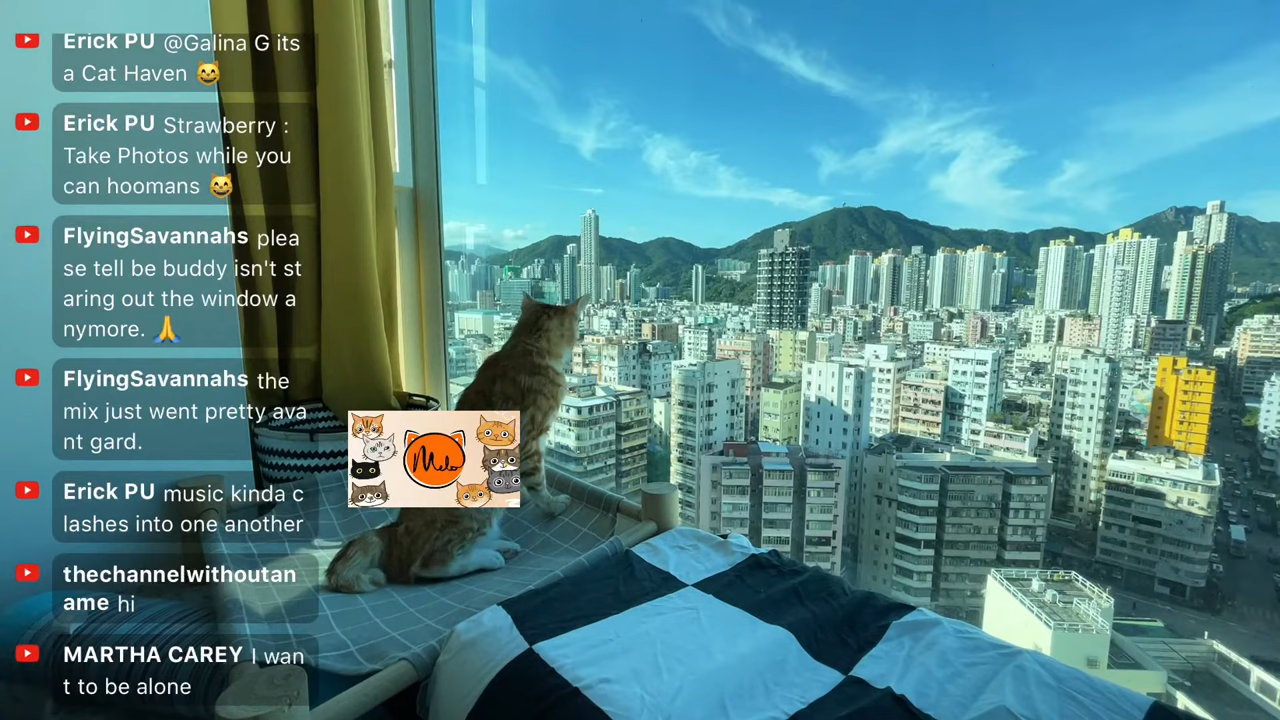 Erick PU @Galina G its
a Cat Haven 😸
Erick PU Strawberry :
Take Photos while you
can hoomans 😸
FlyingSavannahs plea
se tell be buddy isn't st
aring out the window a
nymore. 🙏
FlyingSavannahs the
mix just went pretty ava
nt gard.
Erick PU music kinda c
lashes into one another
thechannelwithoutan
ame hi
MARTHA CAREY I wan
t to be alone
Melo